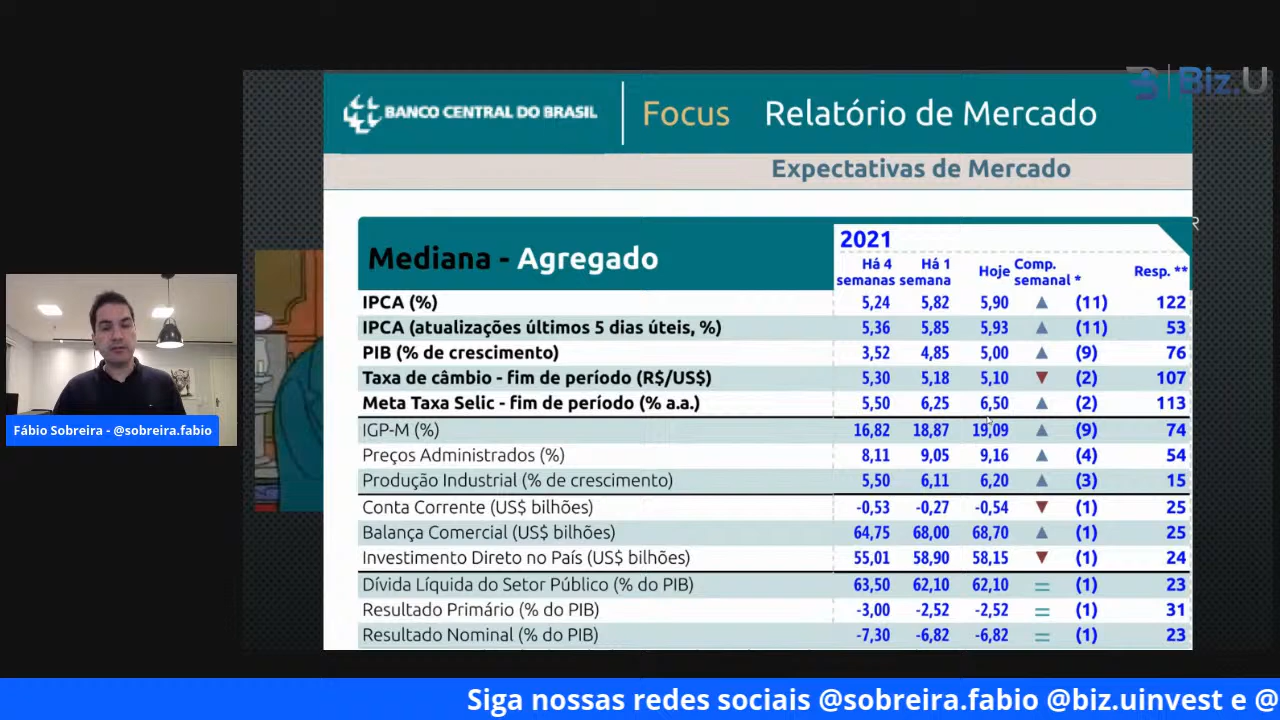 Biz.U
BANCO CENTRAL DO BRASIL
Focus Relatório de Mercado
Expectativas de Mercado
R
Mediana - Agregado
2021
Há 4 semanas Há 1 semana Hoje Comp. semanal * Resp. **
IPCA (%) 5,24 5,82 5,90 ▲ (11) 122
IPCA (atualizações últimos 5 dias úteis, %) 5,36 5,85 5,93 ▲ (11) 53
PIB (% de crescimento) 3,52 4,85 5,00 ▲ (9) 76
Taxa de câmbio - fim de período (R$/US$) 5,30 5,18 5,10 ▼ (2) 107
Meta Taxa Selic - fim de período (% a.a.) 5,50 6,25 6,50 ▲ (2) 113
IGP-M (%) 16,82 18,87 19,09 ▲ (9) 74
Preços Administrados (%) 8,11 9,05 9,16 ▲ (4) 54
Produção Industrial (% de crescimento) 5,50 6,11 6,20 ▲ (3) 15
Conta Corrente (US$ bilhões) -0,53 -0,27 -0,54 ▼ (1) 25
Balança Comercial (US$ bilhões) 64,75 68,00 68,70 ▲ (1) 25
Investimento Direto no País (US$ bilhões) 55,01 58,90 58,15 ▼ (1) 24
Dívida Líquida do Setor Público (% do PIB) 63,50 62,10 62,10 = (1) 23
Resultado Primário (% do PIB) -3,00 -2,52 -2,52 = (1) 31
Resultado Nominal (% do PIB) -7,30 -6,82 -6,82 = (1) 23
Fábio Sobreira - @sobreira.fabio
Siga nossas redes sociais @sobreira.fabio @biz.uinvest e @